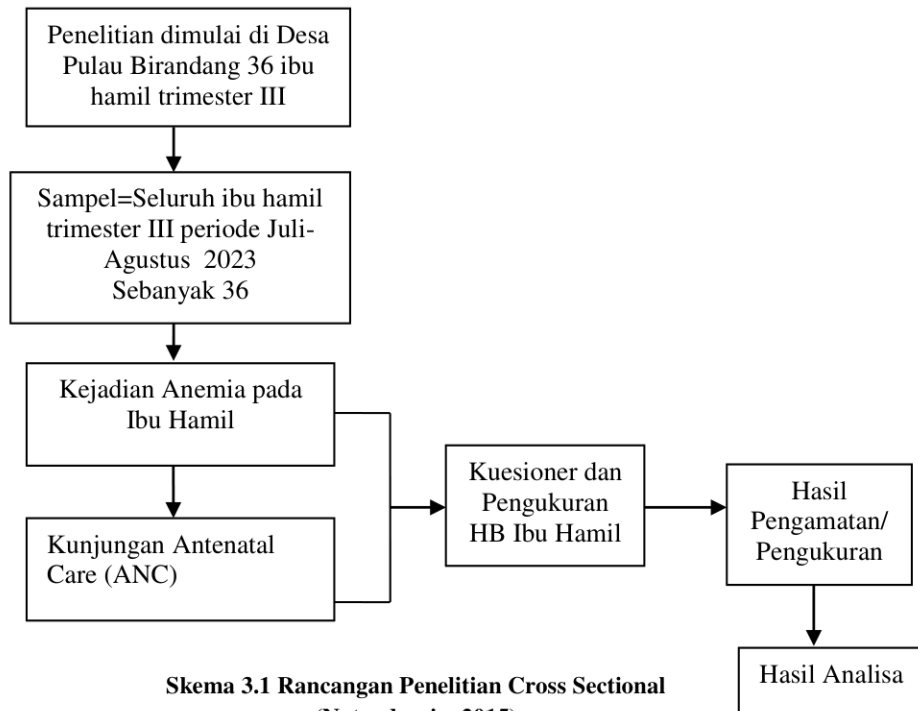 Penelitian dimulai di Desa
Pulau Birandang 36 ibu
hamil trimester III
Sampel=Seluruh ibu hamil
trimester III periode Juli-
Agustus 2023
Sebanyak 36
Kejadian Anemia pada
Ibu Hamil
Kunjungan Antenatal
Care (ANC)
Kuesioner dan
Pengukuran
HB Ibu Hamil
Hasil
Pengamatan/
Pengukuran
Hasil Analisa
Skema 3.1 Rancangan Penelitian Cross Sectional